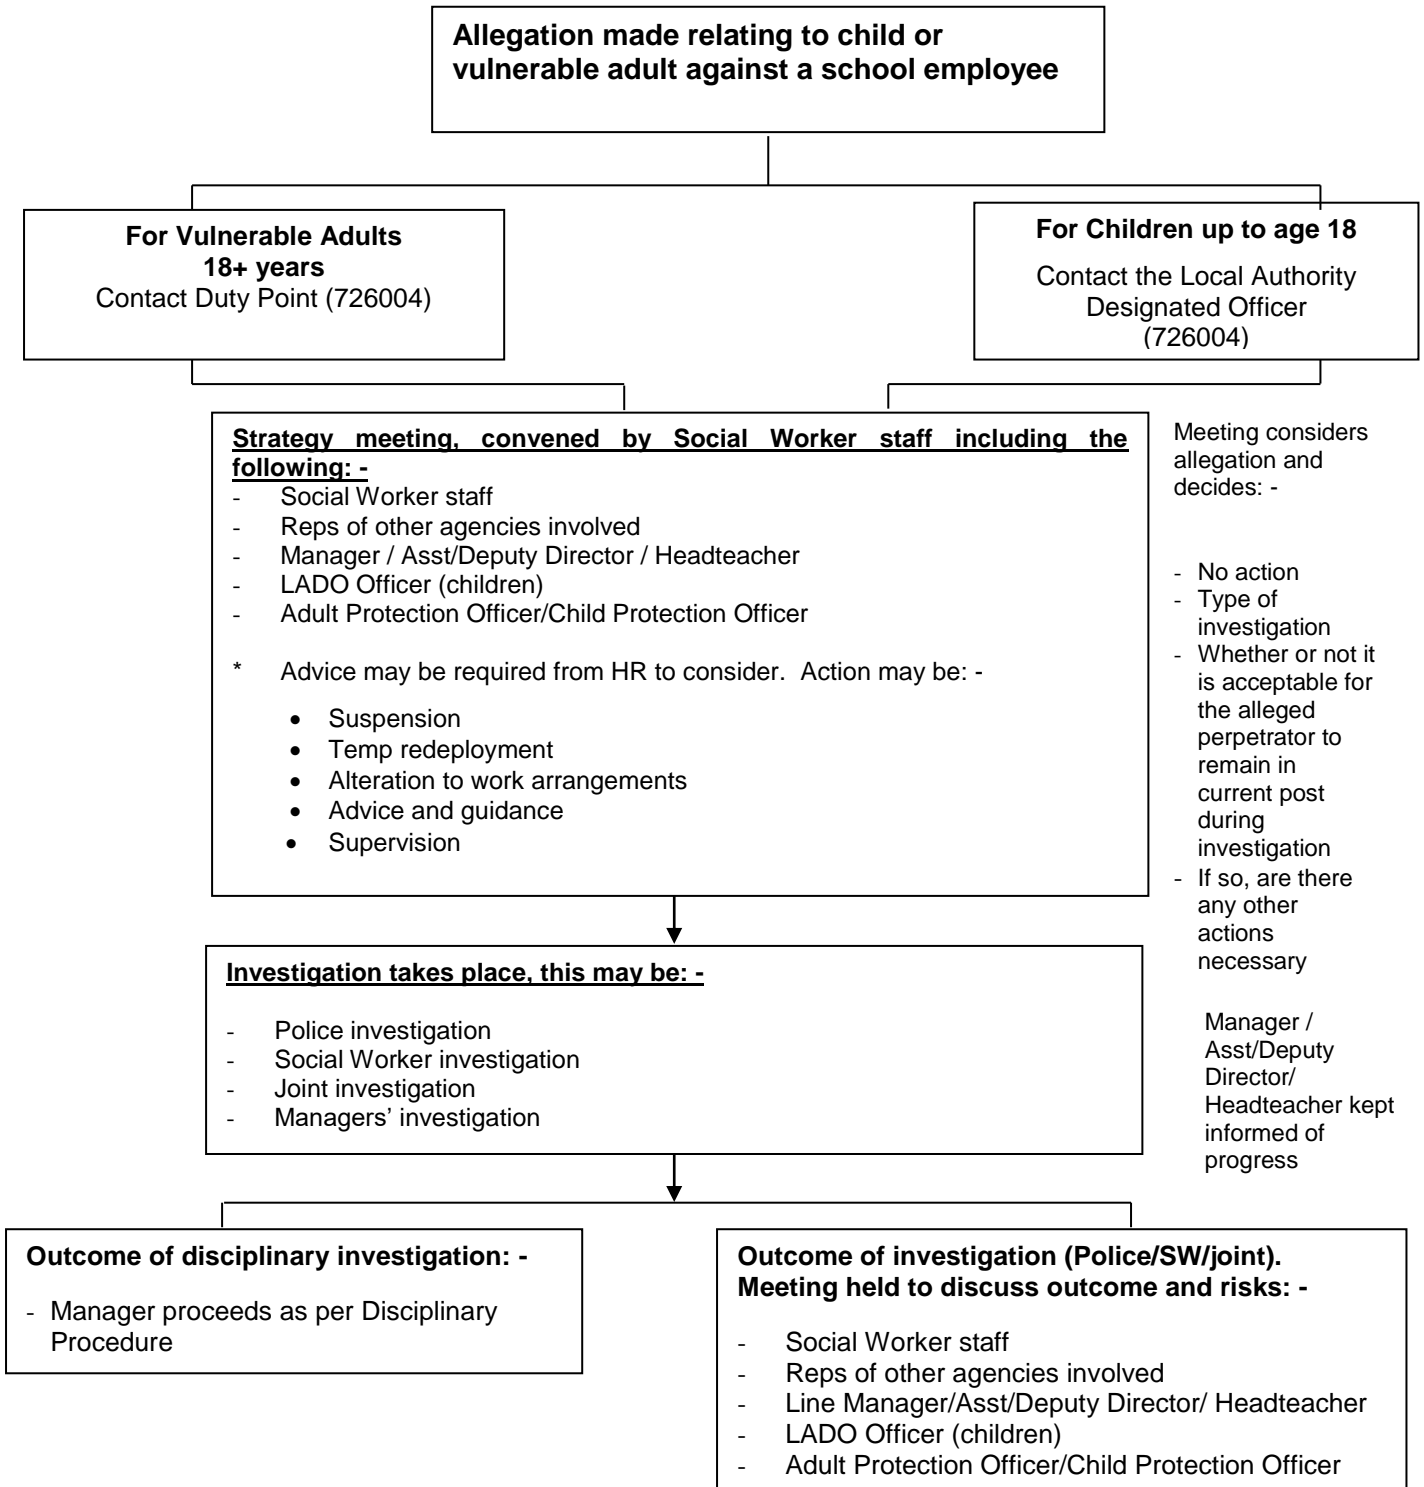 Allegation made relating to child or
vulnerable adult against a school employee
For Vulnerable Adults
18+ years
Contact Duty Point (726004)
For Children up to age 18
Contact the Local Authority
Designated Officer
(726004)
Strategy meeting, convened by Social Worker staff including the
following: -
- Social Worker staff
- Reps of other agencies involved
- Manager / Asst/Deputy Director / Headteacher
- LADO Officer (children)
- Adult Protection Officer/Child Protection Officer
* Advice may be required from HR to consider. Action may be: -
• Suspension
• Temp redeployment
• Alteration to work arrangements
• Advice and guidance
• Supervision
Meeting considers
allegation and
decides: -
- No action
- Type of
investigation
- Whether or not it
is acceptable for
the alleged
perpetrator to
remain in
current post
during
investigation
- If so, are there
any other
actions
necessary
Manager /
Asst/Deputy
Director/
Headteacher kept
informed of
progress
Investigation takes place, this may be: -
- Police investigation
- Social Worker investigation
- Joint investigation
- Managers’ investigation
Outcome of disciplinary investigation: -
- Manager proceeds as per Disciplinary
Procedure
Outcome of investigation (Police/SW/joint).
Meeting held to discuss outcome and risks: -
- Social Worker staff
- Reps of other agencies involved
- Line Manager/Asst/Deputy Director/ Headteacher
- LADO Officer (children)
- Adult Protection Officer/Child Protection Officer